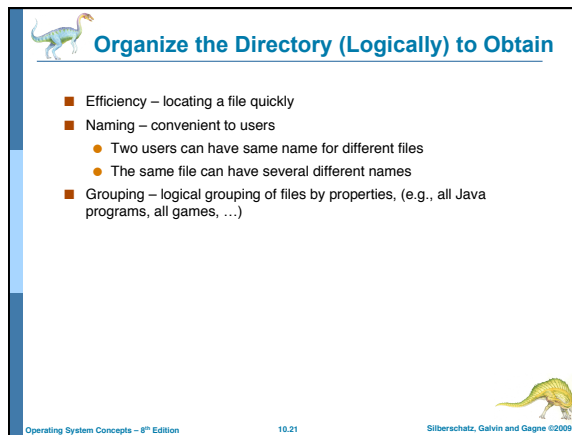 Organize the Directory (Logically) to Obtain
■ Efficiency – locating a file quickly
■ Naming – convenient to users
● Two users can have same name for different files
● The same file can have several different names
■ Grouping – logical grouping of files by properties, (e.g., all Java
programs, all games, …)
Operating System Concepts – 8th Edition 10.21 Silberschatz, Galvin and Gagne ©2009